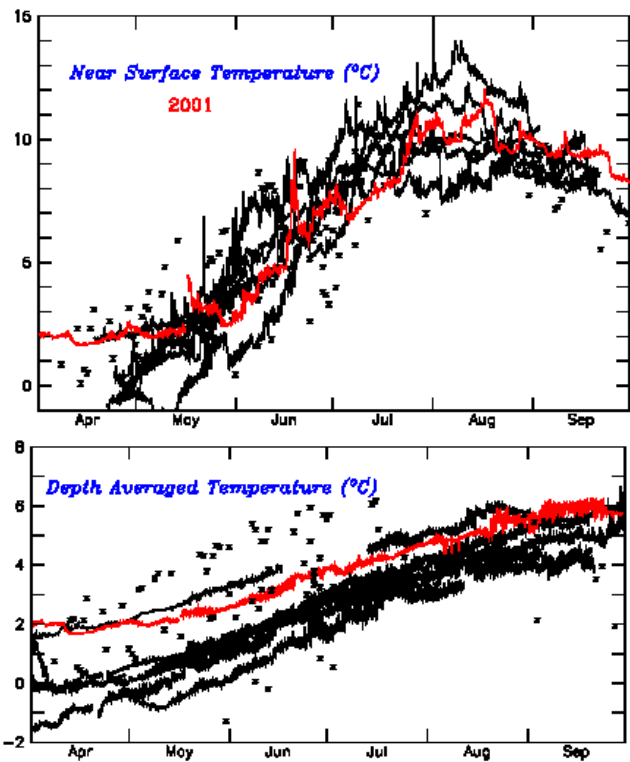 15
Near Surface Temperature (°C)
2001
10
5
0
Apr May Jun Jul Aug Sep
8
Depth Averaged Temperature (°C)
6
4
2
0
-2
Apr May Jun Jul Aug Sep